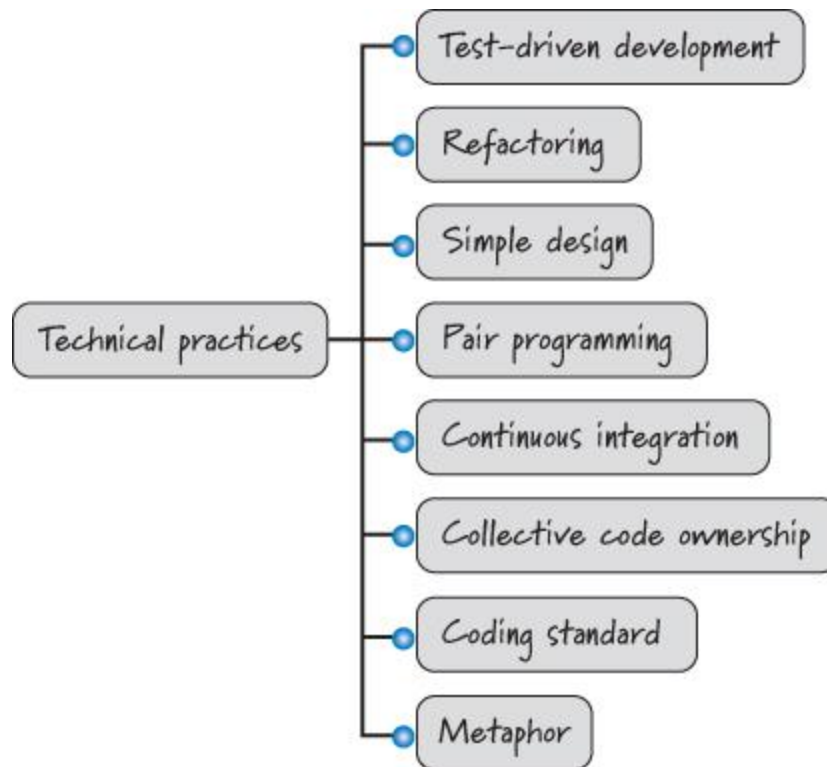 Test-driven development
Refactoring
Simple design
Technical practices
Pair programming
Continuous integration
Collective code ownership
Coding standard
Metaphor